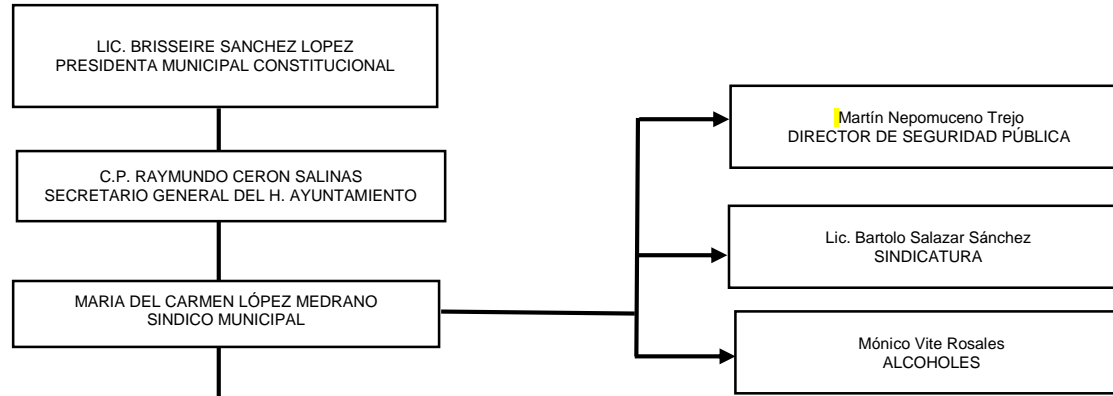 LIC. BRISSEIRE SANCHEZ LOPEZ
PRESIDENTA MUNICIPAL CONSTITUCIONAL
C.P. RAYMUNDO CERON SALINAS
SECRETARIO GENERAL DEL H. AYUNTAMIENTO
MARIA DEL CARMEN LÓPEZ MEDRANO
SINDICO MUNICIPAL
Martín Nepomuceno Trejo
DIRECTOR DE SEGURIDAD PÚBLICA
Lic. Bartolo Salazar Sánchez
SINDICATURA
Mónico Vite Rosales
ALCOHOLES